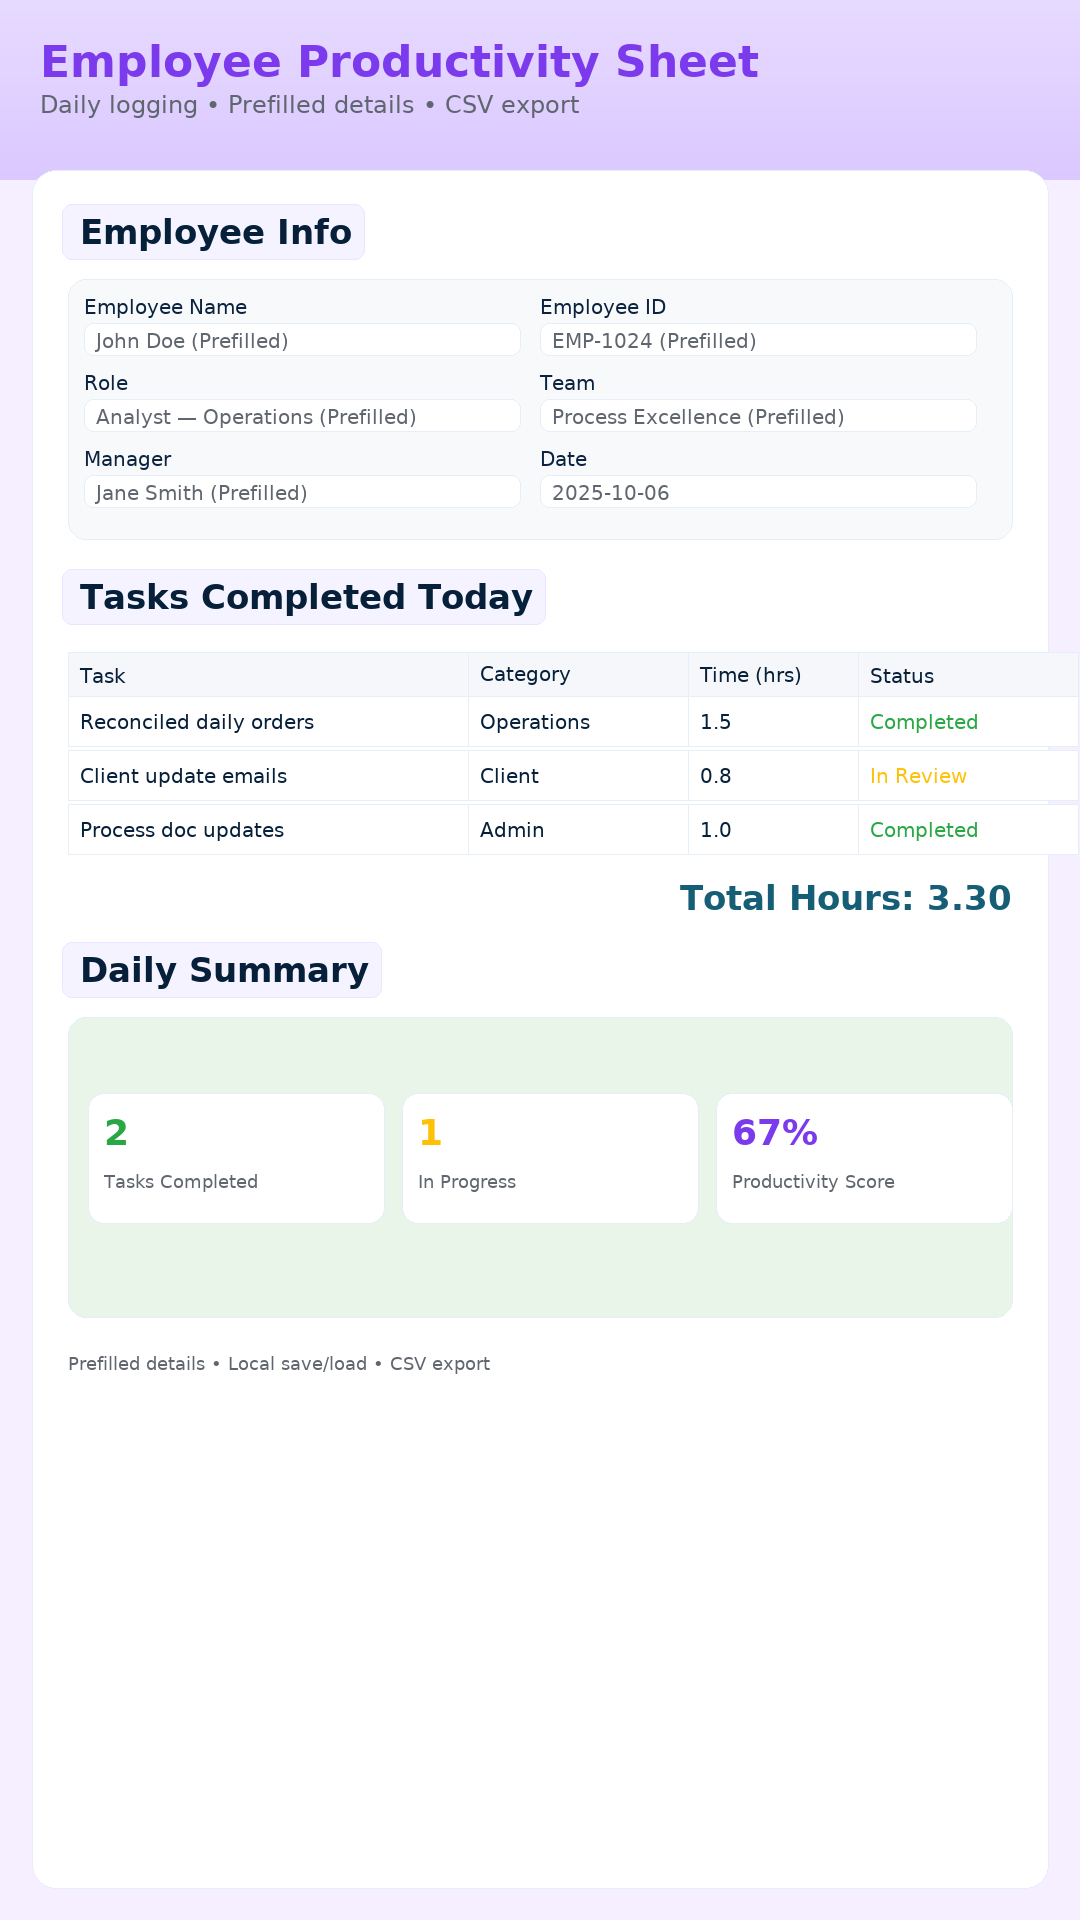 Employee Productivity Sheet
Daily logging • Prefilled details • CSV export
Employee Info
Employee Name Employee ID
John Doe (Prefilled) EMP-1024 (Prefilled)
Role Team
Analyst — Operations (Prefilled) Process Excellence (Prefilled)
Manager Date
Jane Smith (Prefilled) 2025-10-06
Tasks Completed Today
Task Category Time (hrs) Status
Reconciled daily orders Operations 1.5 Completed
Client update emails Client 0.8 In Review
Process doc updates Admin 1.0 Completed
Total Hours: 3.30
Daily Summary
2 1 67%
Tasks Completed In Progress Productivity Score
Prefilled details • Local save/load • CSV export